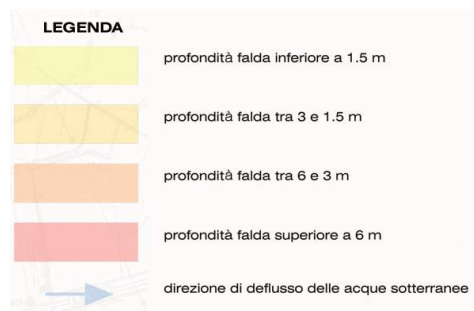 LEGENDA
profondità falda inferiore a 1.5 m
profondità falda tra 3 e 1.5 m
profondità falda tra 6 e 3 m
profondità falda superiore a 6 m
direzione di deflusso delle acque sotterranee